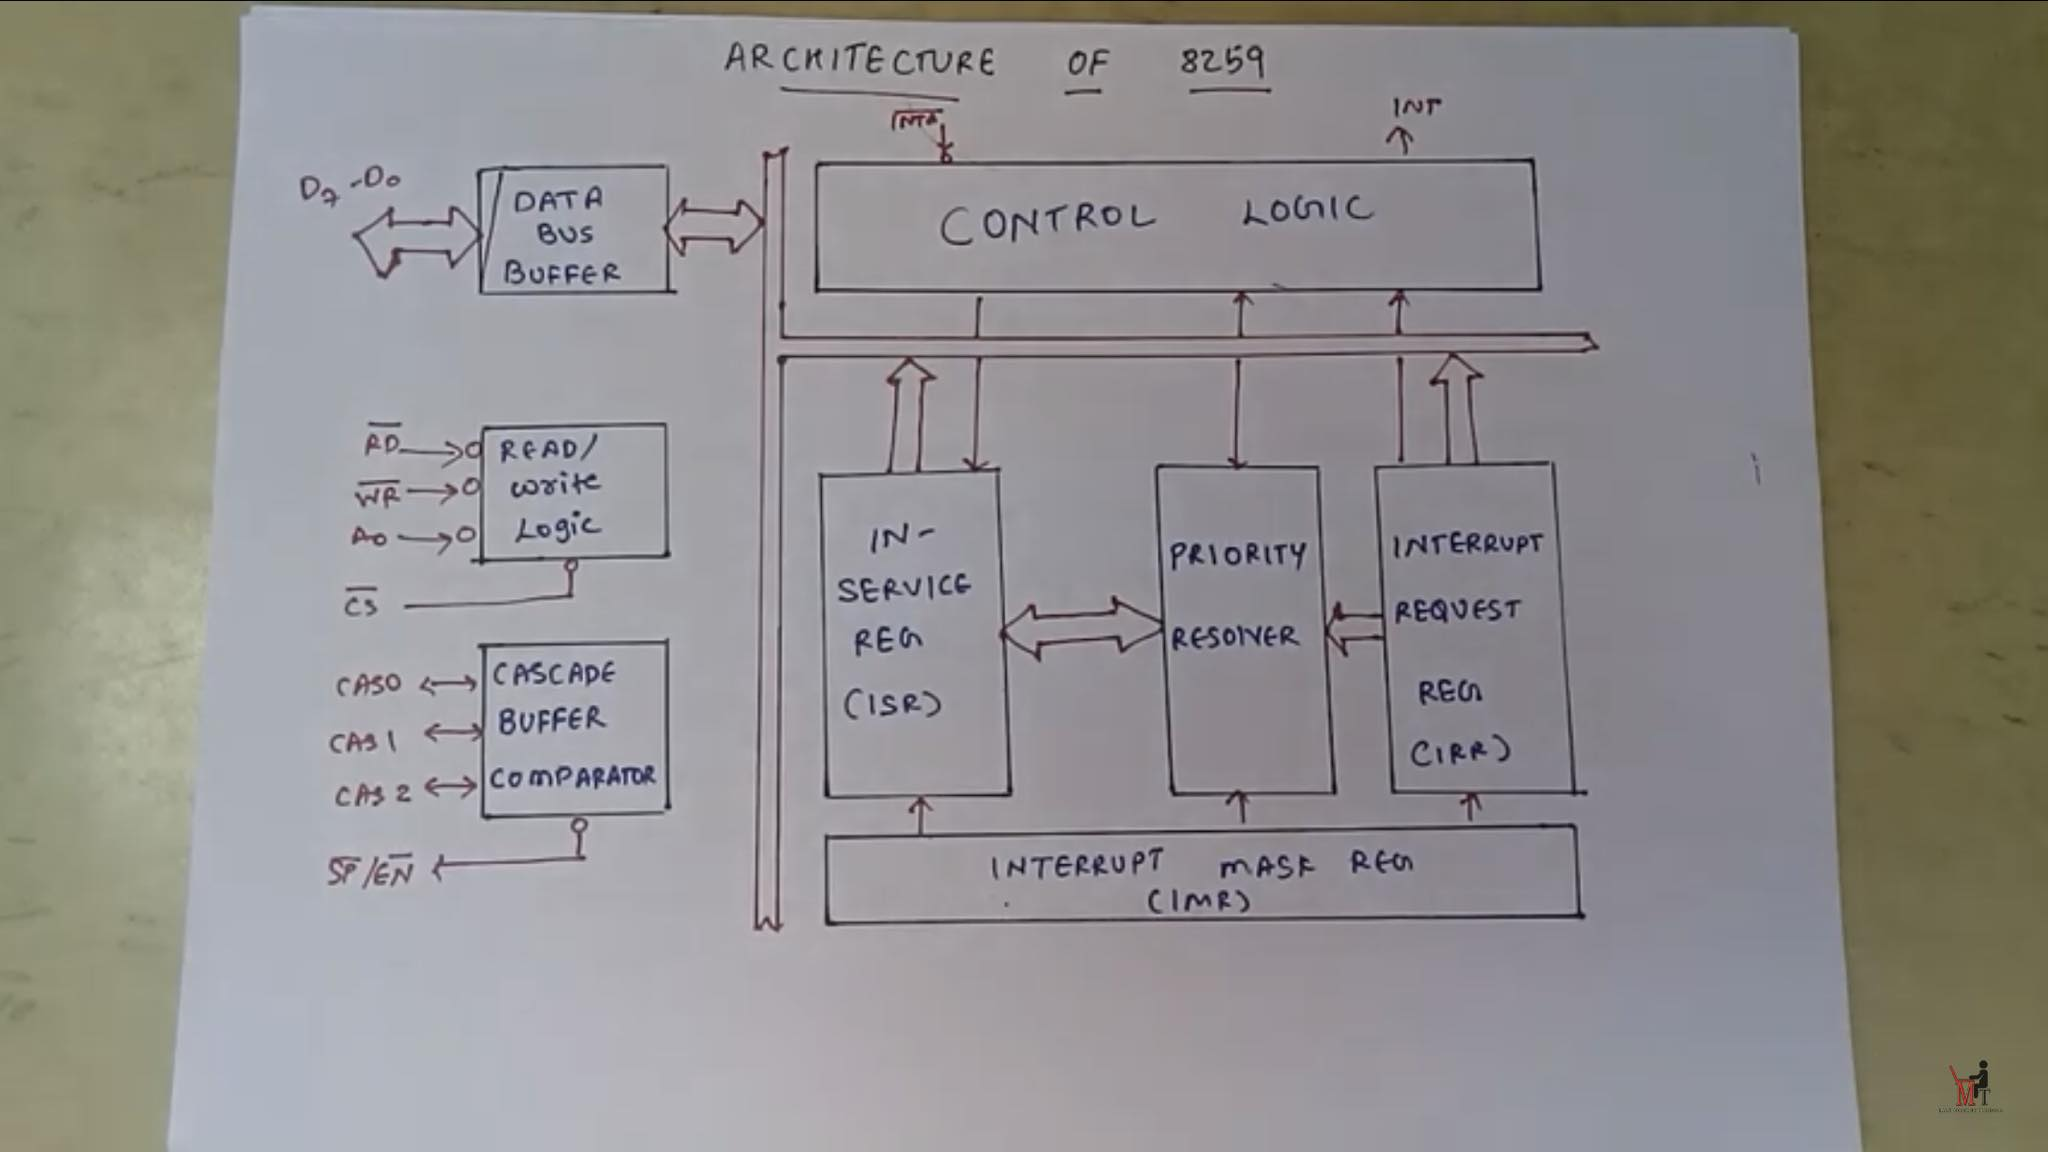 ARCHITECTURE OF 8259
INTA
INT
D7-D0
DATA
BUS
BUFFER
CONTROL LOGIC
RD
WR
A0
CS
READ/
write
Logic
CAS0
CAS1
CAS2
SP/EN
CASCADE
BUFFER
COMPARATOR
IN-
SERVICE
REG
(ISR)
PRIORITY
RESOLVER
INTERRUPT
REQUEST
REG
(IRR)
INTERRUPT MASK REG
(IMR)
MT